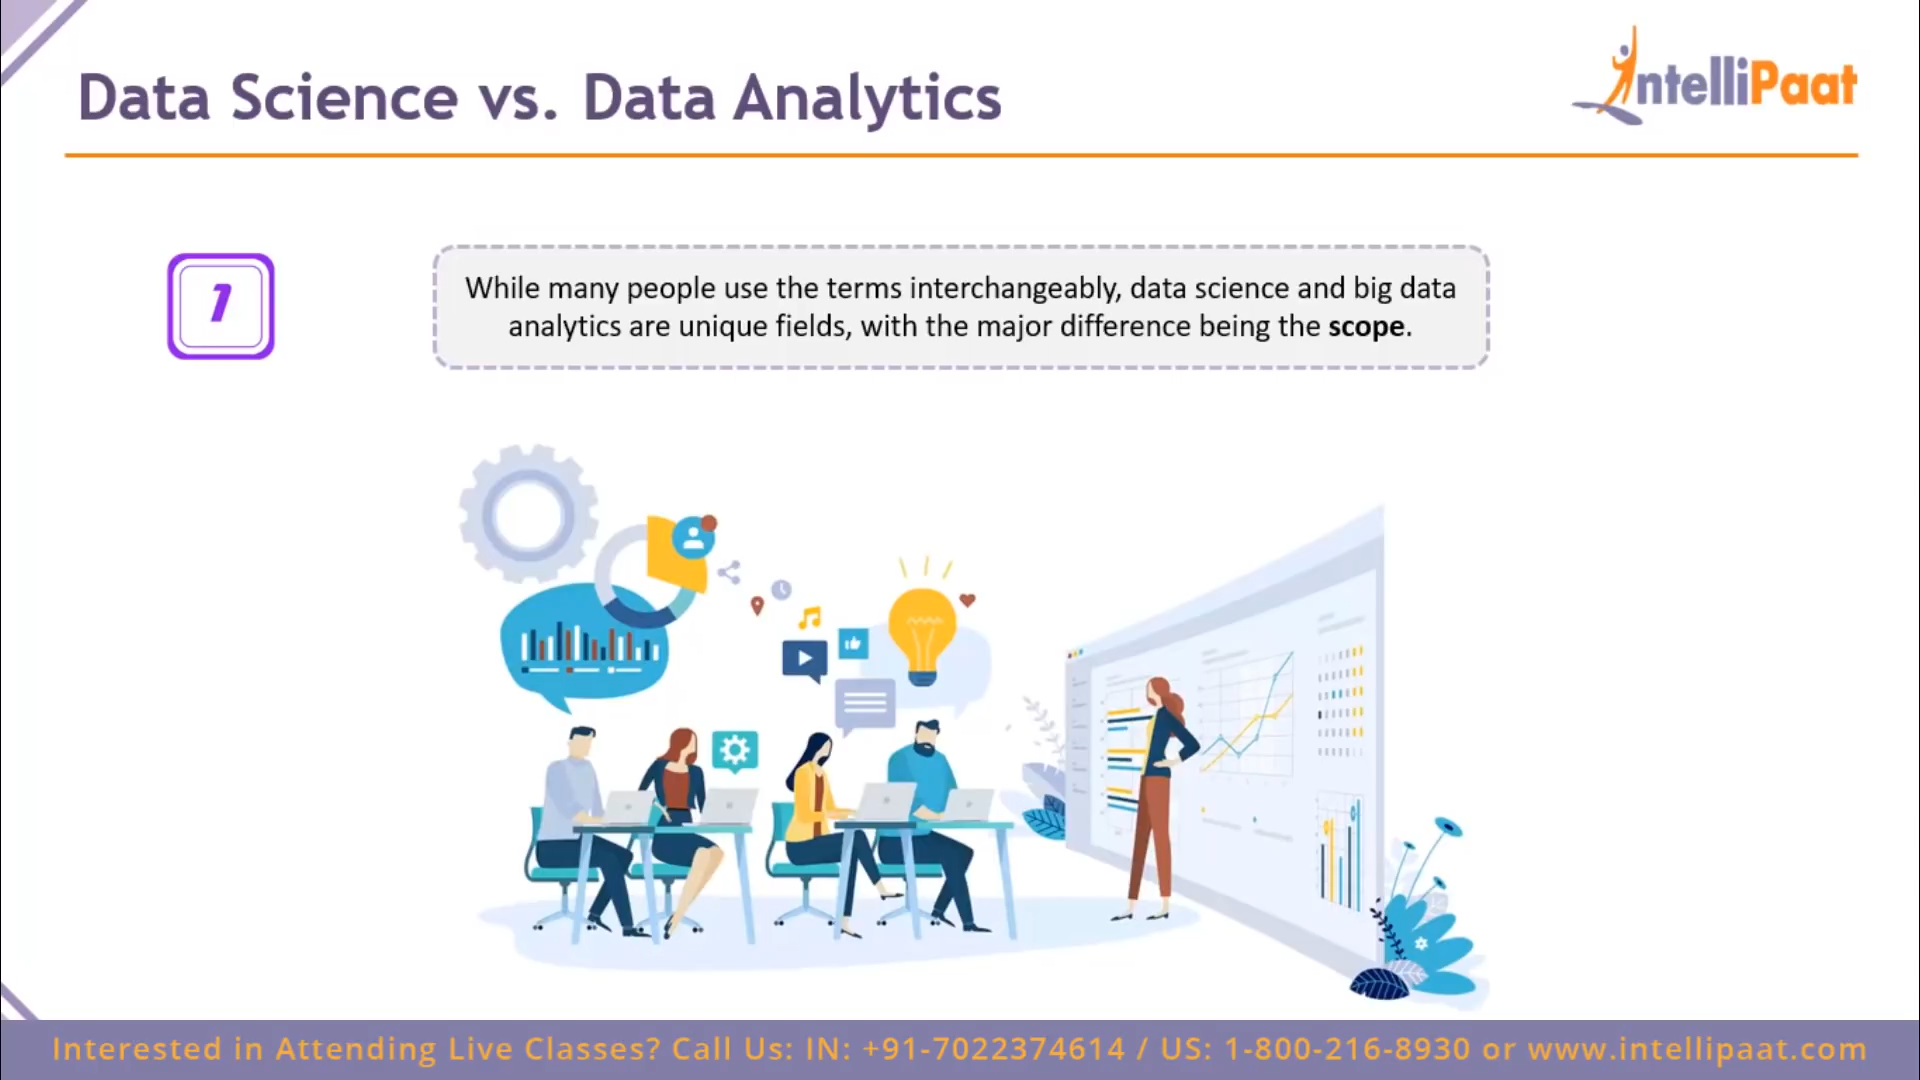 Data Science vs. Data Analytics
IntelliPaat
1
While many people use the terms interchangeably, data science and big data
analytics are unique fields, with the major difference being the scope.
Interested in Attending Live Classes? Call Us: IN: +91-7022374614 / US: 1-800-216-8930 or www.intellipaat.com